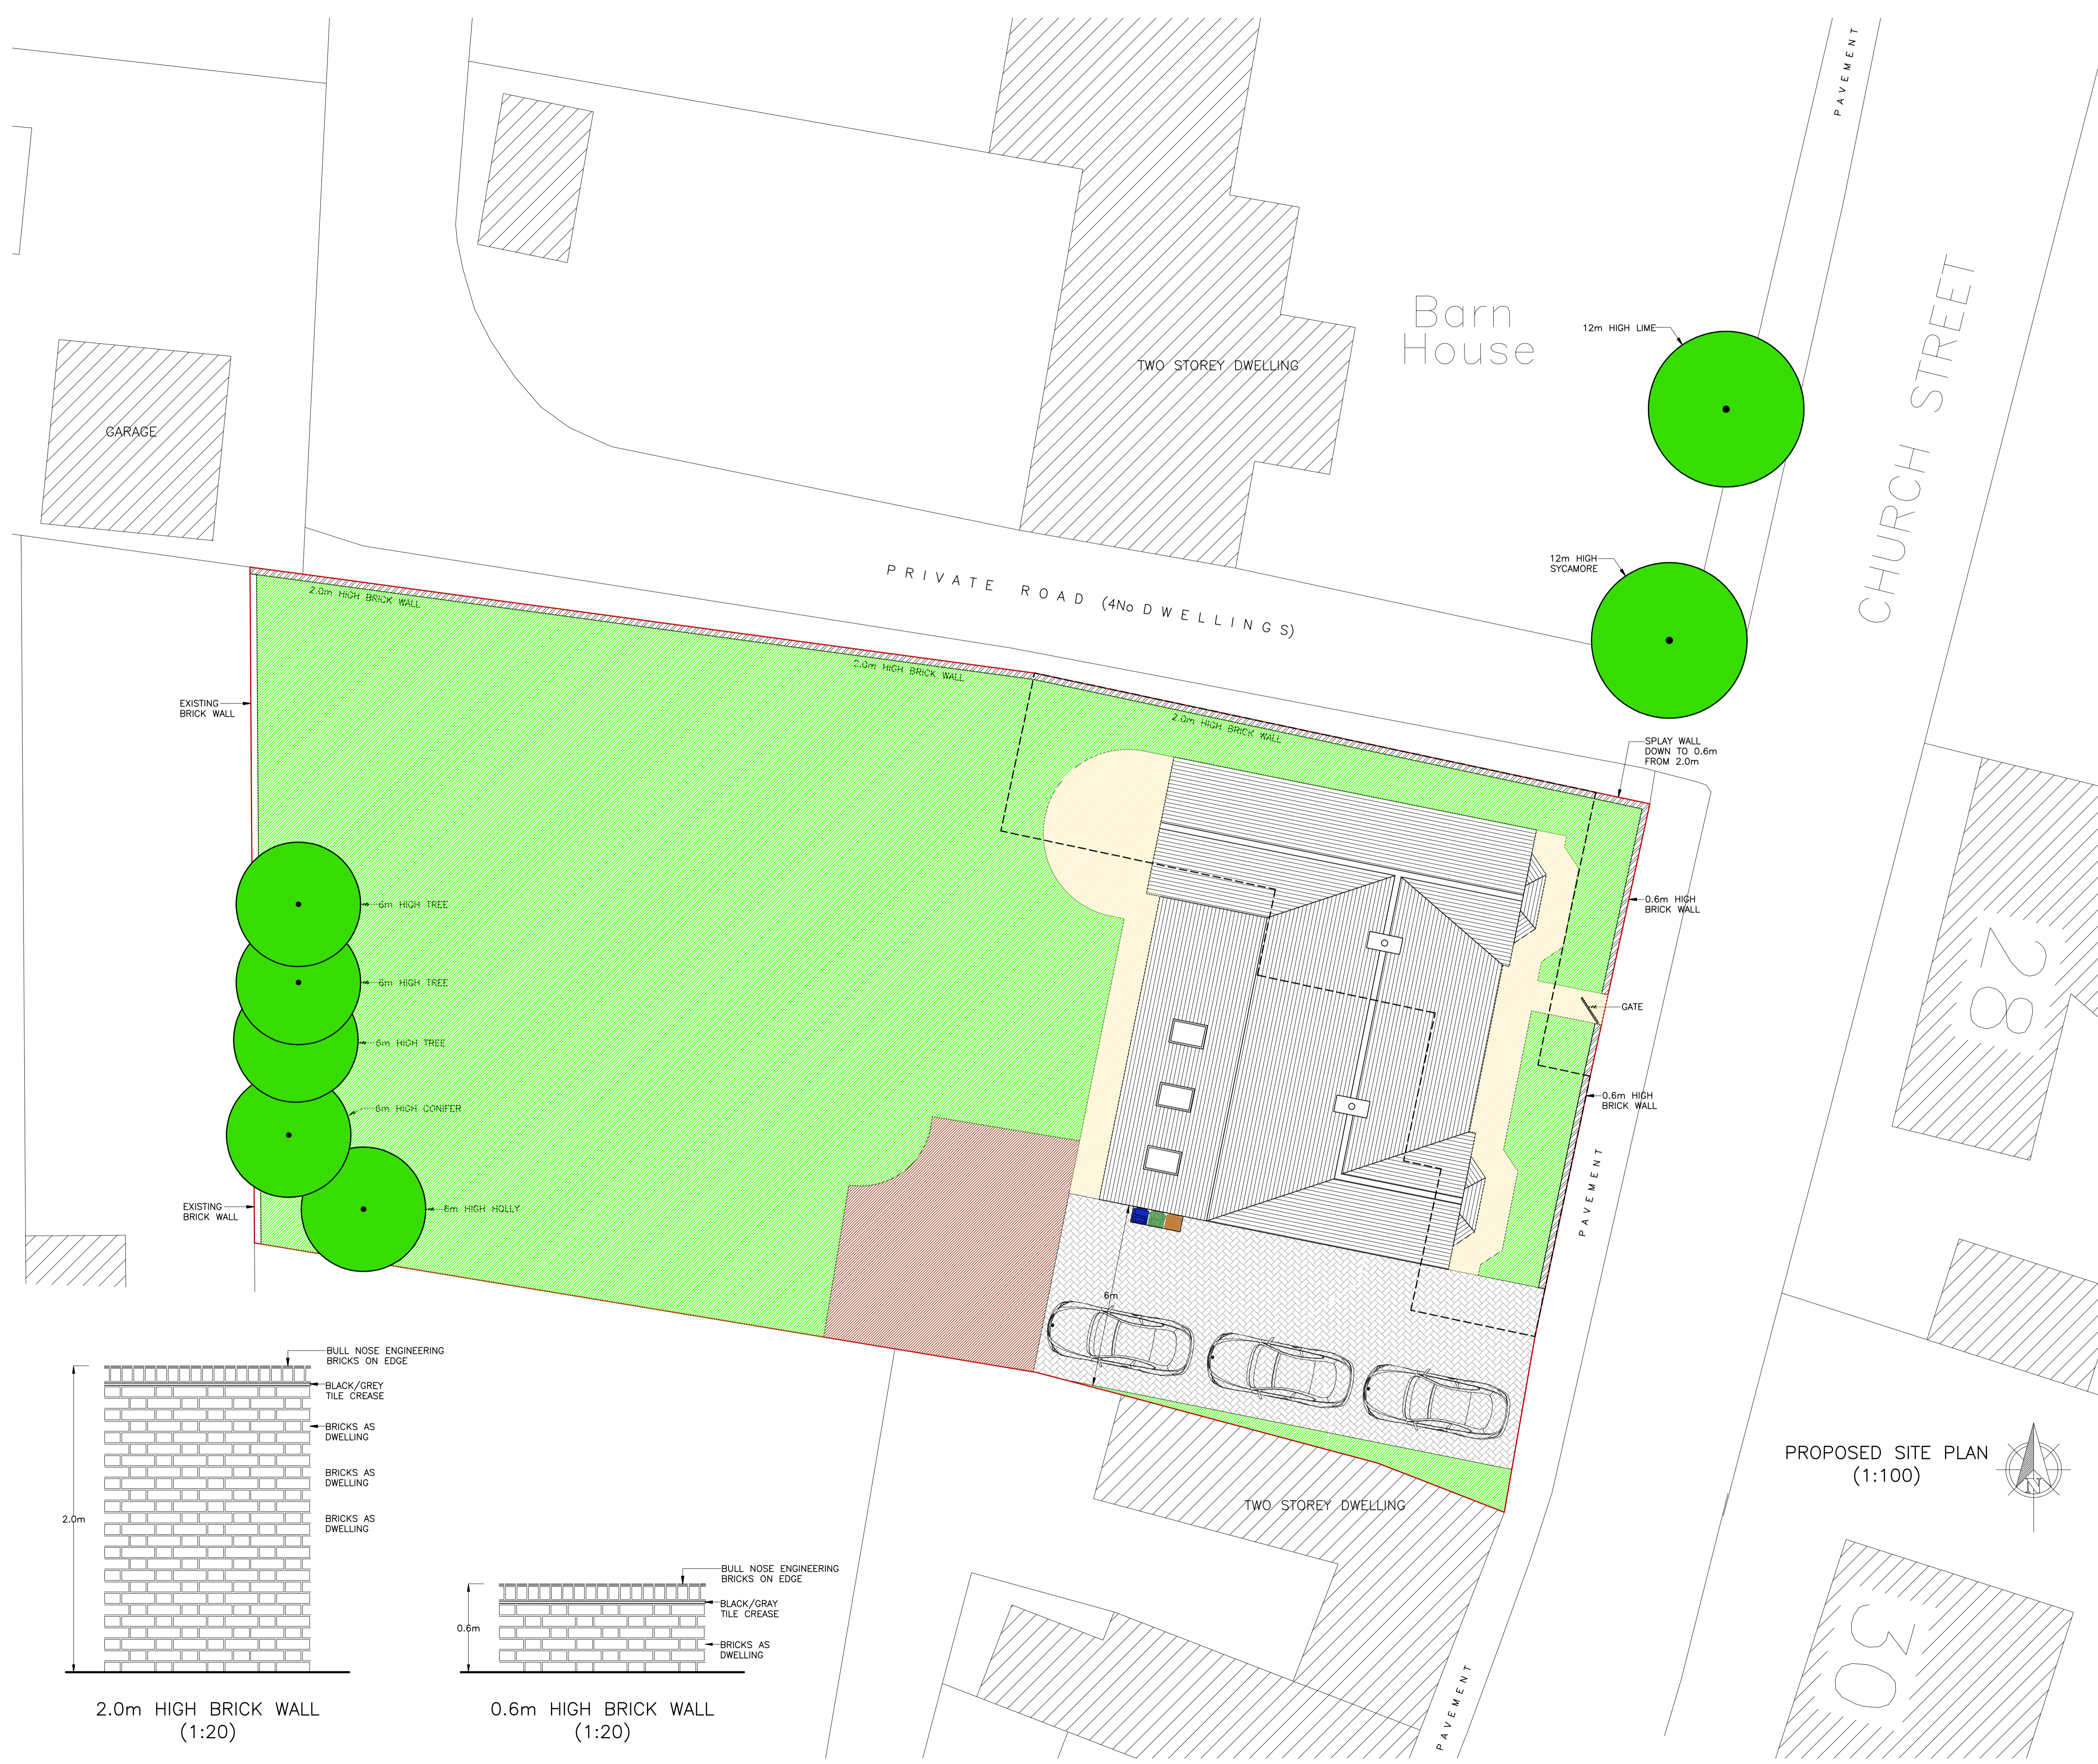 PAVEMENT
Barn
House
12m HIGH LIME
TWO STOREY DWELLING
CHURCH STREET
GARAGE
12m HIGH
SYCAMORE
PRIVATE ROAD (4No DWELLINGS)
2.0m HIGH BRICK WALL
2.0m HIGH BRICK WALL
2.0m HIGH BRICK WALL
EXISTING
BRICK WALL
SPLAY WALL
DOWN TO 0.6m
FROM 2.0m
6m HIGH TREE
0.6m HIGH
BRICK WALL
28
6m HIGH TREE
GATE
6m HIGH TREE
6m HIGH CONIFER
0.6m HIGH
BRICK WALL
EXISTING
BRICK WALL
6m HIGH HOLLY
PAVEMENT
6m
BULL NOSE ENGINEERING
BRICKS ON EDGE
BLACK/GREY
TILE CREASE
BRICKS AS
DWELLING
BRICKS AS
DWELLING
BRICKS AS
DWELLING
2.0m
2.0m HIGH BRICK WALL
(1:20)
BULL NOSE ENGINEERING
BRICKS ON EDGE
BLACK/GRAY
TILE CREASE
BRICKS AS
DWELLING
0.6m
0.6m HIGH BRICK WALL
(1:20)
TWO STOREY DWELLING
PROPOSED SITE PLAN
(1:100)
N
30
PAVEMENT